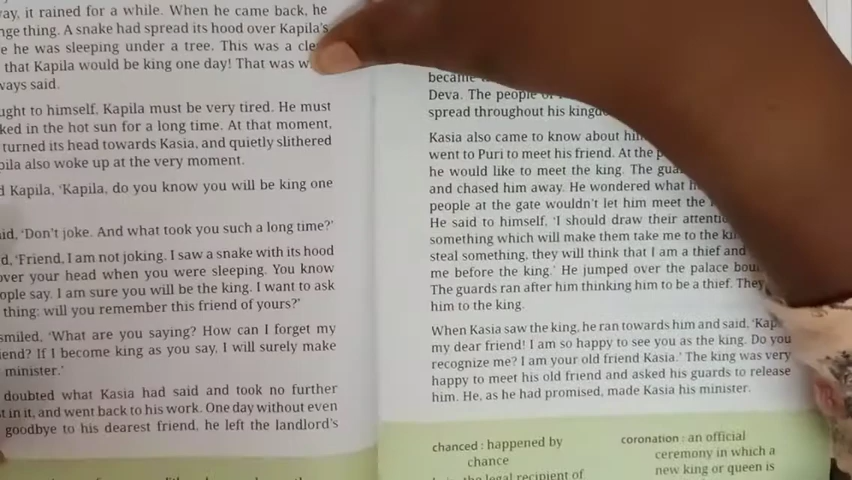 ay, it rained for a while. When he came back, he
nge thing. A snake had spread its hood over Kapila's
e he was sleeping under a tree. This was a cle
that Kapila would be king one day! That was w
ways said.
ught to himself, Kapila must be very tired. He must
ked in the hot sun for a long time. At that moment,
turned its head towards Kasia, and quietly slithered
pila also woke up at the very moment.
d Kapila, 'Kapila, do you know you will be king one
aid, 'Don't joke. And what took you such a long time?'
d, 'Friend, I am not joking. I saw a snake with its hood
over your head when you were sleeping. You know
ople say. I am sure you will be the king. I want to ask
thing: will you remember this friend of yours?'
smiled, 'What are you saying? How can I forget my
iend? If I become king as you say, I will surely make
minister.'
doubted what Kasia had said and took no further
st in it, and went back to his work. One day without even
goodbye to his dearest friend, he left the landlord's
became
Deva. The people
spread throughout his kingdo
Kasia also came to know about him
went to Puri to meet his friend. At the p
he would like to meet the king. The gua
and chased him away. He wondered what
people at the gate wouldn't let him meet the
He said to himself, 'I should draw their attentio
something which will make them take me to the ki
steal something, they will think that I am a thief and
me before the king.' He jumped over the palace bou
The guards ran after him thinking him to be a thief. They
him to the king.
When Kasia saw the king, he ran towards him and said, 'Kap
my dear friend! I am so happy to see you as the king. Do you
recognize me? I am your old friend Kasia.' The king was very
happy to meet his old friend and asked his guards to release
him. He, as he had promised, made Kasia his minister.
chanced : happened by
chance
the legal recipient of
coronation : an official
ceremony in which a
new king or queen is